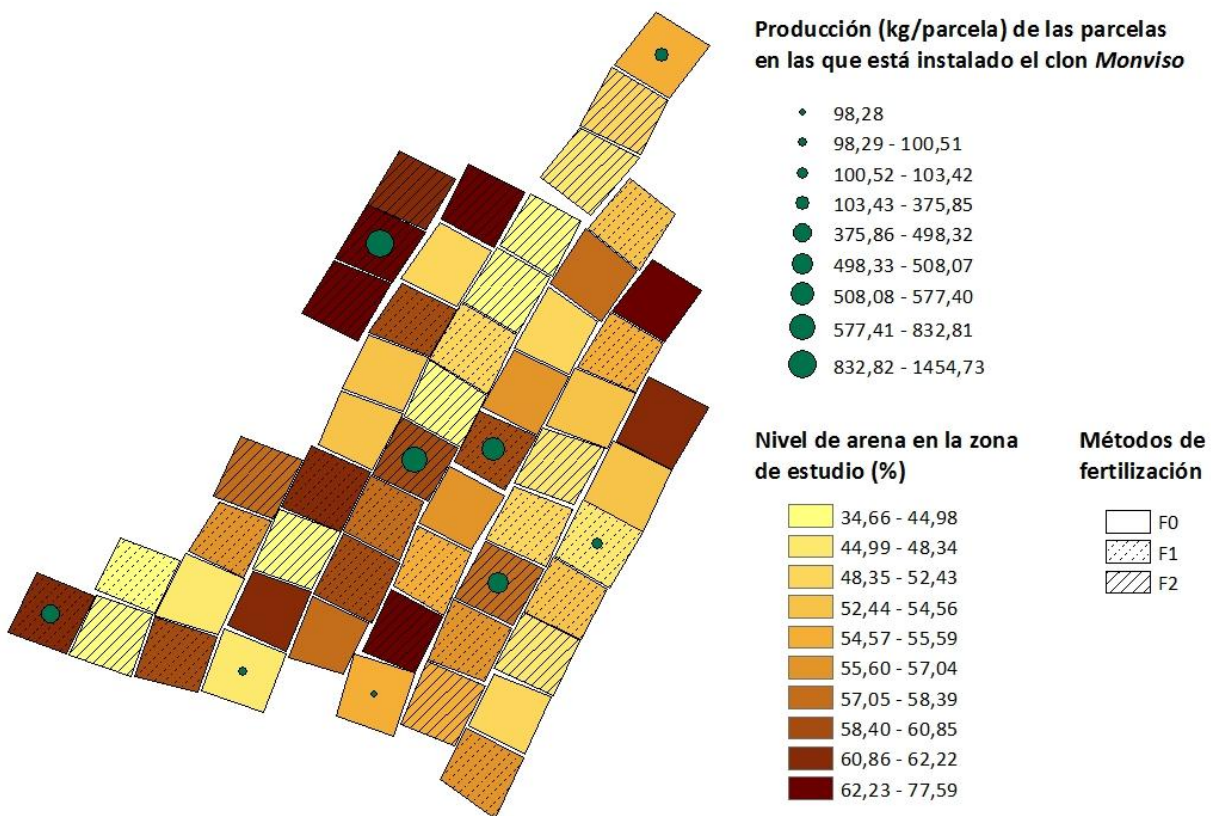 Producción (kg/parcela) de las parcelas
en las que está instalado el clon Monviso
98,28
98,29 - 100,51
100,52 - 103,42
103,43 - 375,85
375,86 - 498,32
498,33 - 508,07
508,08 - 577,40
577,41 - 832,81
832,82 - 1454,73
Nivel de arena en la zona
de estudio (%)
34,66 - 44,98
44,99 - 48,34
48,35 - 52,43
52,44 - 54,56
54,57 - 55,59
55,60 - 57,04
57,05 - 58,39
58,40 - 60,85
60,86 - 62,22
62,23 - 77,59
Métodos de
fertilización
F0
F1
F2